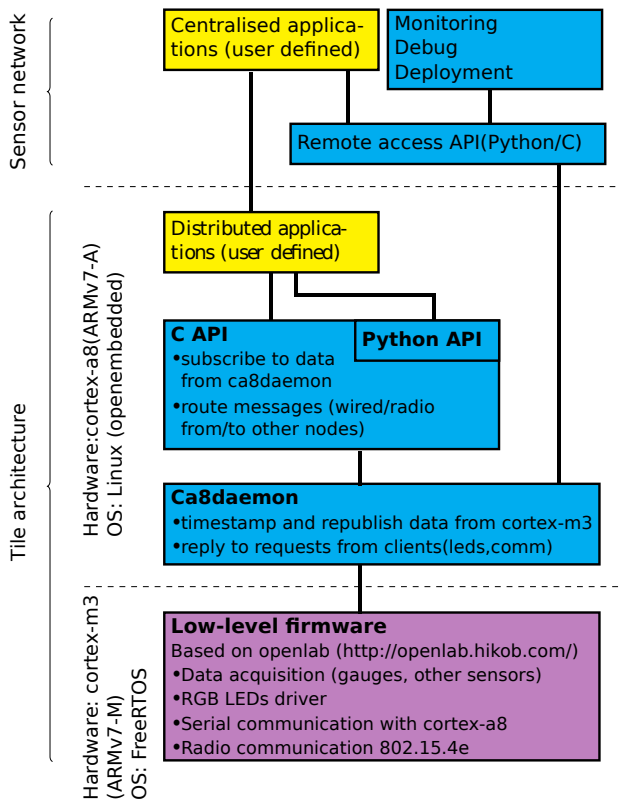 Sensor network
Centralised applic-
ations (user defined)
Monitoring
Debug
Deployment
Remote access API(Python/C)
Tile architecture
Hardware:cortex-a8(ARMv7-A)
OS: Linux (openembedded)
Distributed applica-
tions (user defined)
C API
Python API
•subscribe to data
from ca8daemon
•route messages (wired/radio
from/to other nodes)
Ca8daemon
•timestamp and republish data from cortex-m3
•reply to requests from clients(leds,comm)
Hardware: cortex-m3
(ARMv7-M)
OS: FreeRTOS
Low-level firmware
Based on openlab (http://openlab.hikob.com/)
•Data acquisition (gauges, other sensors)
•RGB LEDs driver
•Serial communication with cortex-a8
•Radio communication 802.15.4e